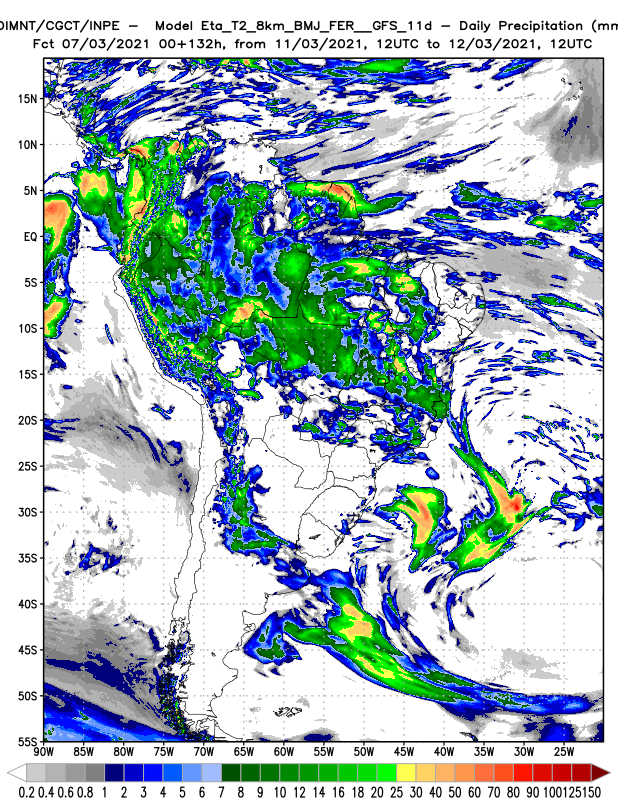 DIMNT/CGCT/INPE – Model Eta_T2_8km_BMJ_FER__GFS_11d – Daily Precipitation (mm
Fct 07/03/2021 00+132h, from 11/03/2021, 12UTC to 12/03/2021, 12UTC
15N
10N
5N
EQ
5S
10S
15S
20S
25S
30S
35S
40S
45S
50S
55S
90W 85W 80W 75W 70W 65W 60W 55W 50W 45W 40W 35W 30W 25W
0.2 0.4 0.6 0.8 1 2 3 4 5 6 7 8 9 10 12 14 16 18 20 25 30 40 50 60 70 80 90 100 125 150